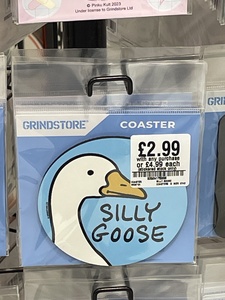 © Pinku Kult 2023
Under license to Grindstore Ltd
GRINDSTORE
COASTER
£2.99
with any purchase
or £4.99 each
SILLY
GOOSE